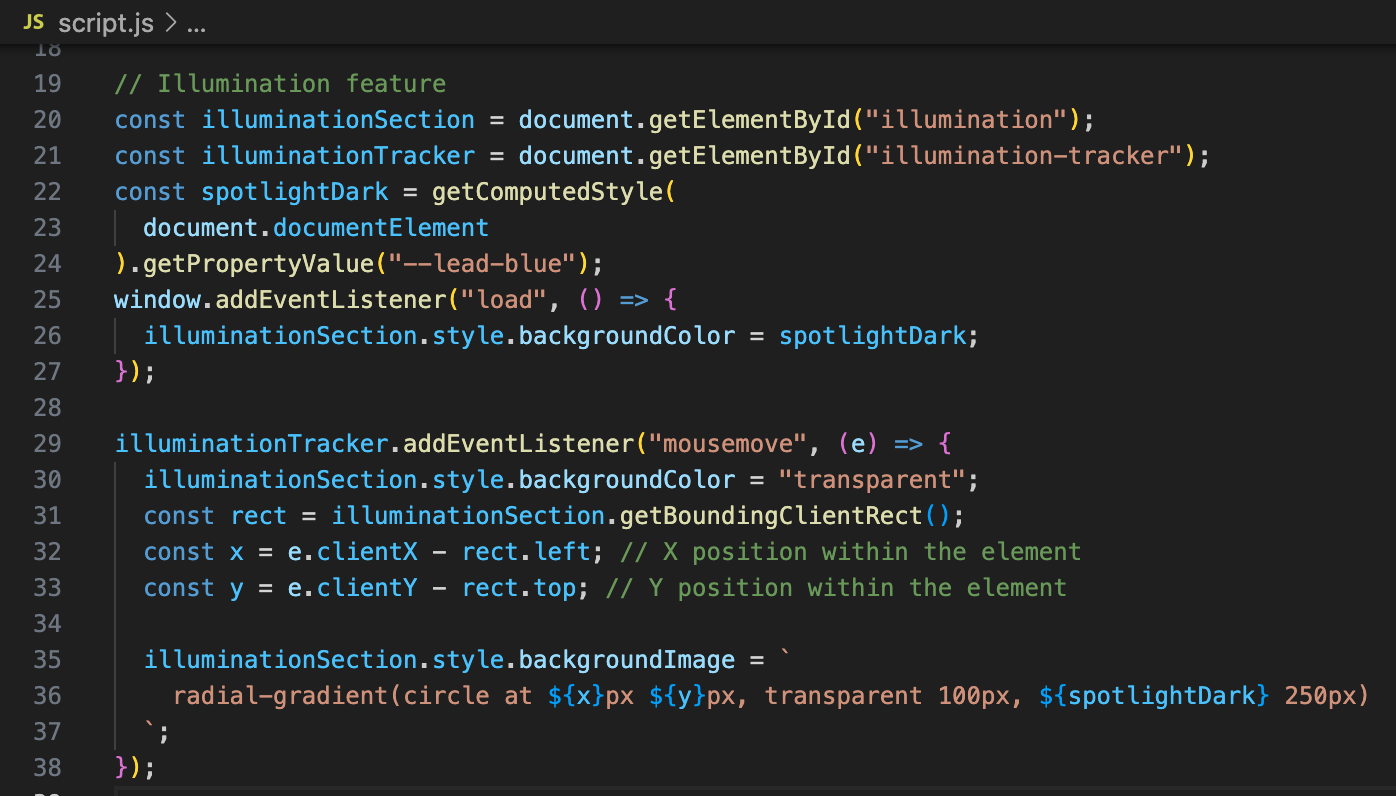 JS script.js > ...
18
19 // Illumination feature
20 const illuminationSection = document.getElementById("illumination");
21 const illuminationTracker = document.getElementById("illumination-tracker");
22 const spotlightDark = getComputedStyle(
23   document.documentElement
24 ).getPropertyValue("--lead-blue");
25 window.addEventListener("load", () => {
26   illuminationSection.style.backgroundColor = spotlightDark;
27 });
28
29 illuminationTracker.addEventListener("mousemove", (e) => {
30   illuminationSection.style.backgroundColor = "transparent";
31   const rect = illuminationSection.getBoundingClientRect();
32   const x = e.clientX - rect.left; // X position within the element
33   const y = e.clientY - rect.top; // Y position within the element
34
35   illuminationSection.style.backgroundImage = `
36     radial-gradient(circle at ${x}px ${y}px, transparent 100px, ${spotlightDark} 250px)
37   `;
38 });